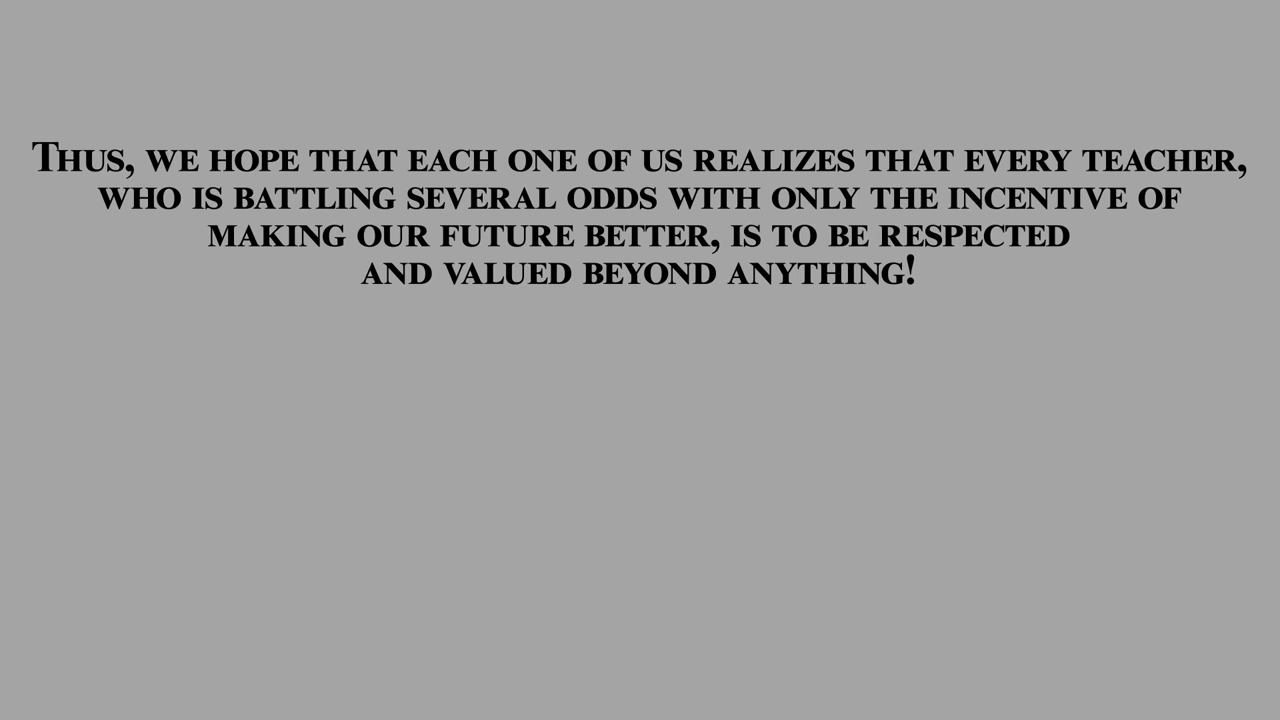 Thus, we hope that each one of us realizes that every teacher,
who is battling several odds with only the incentive of
making our future better, is to be respected
and valued beyond anything!